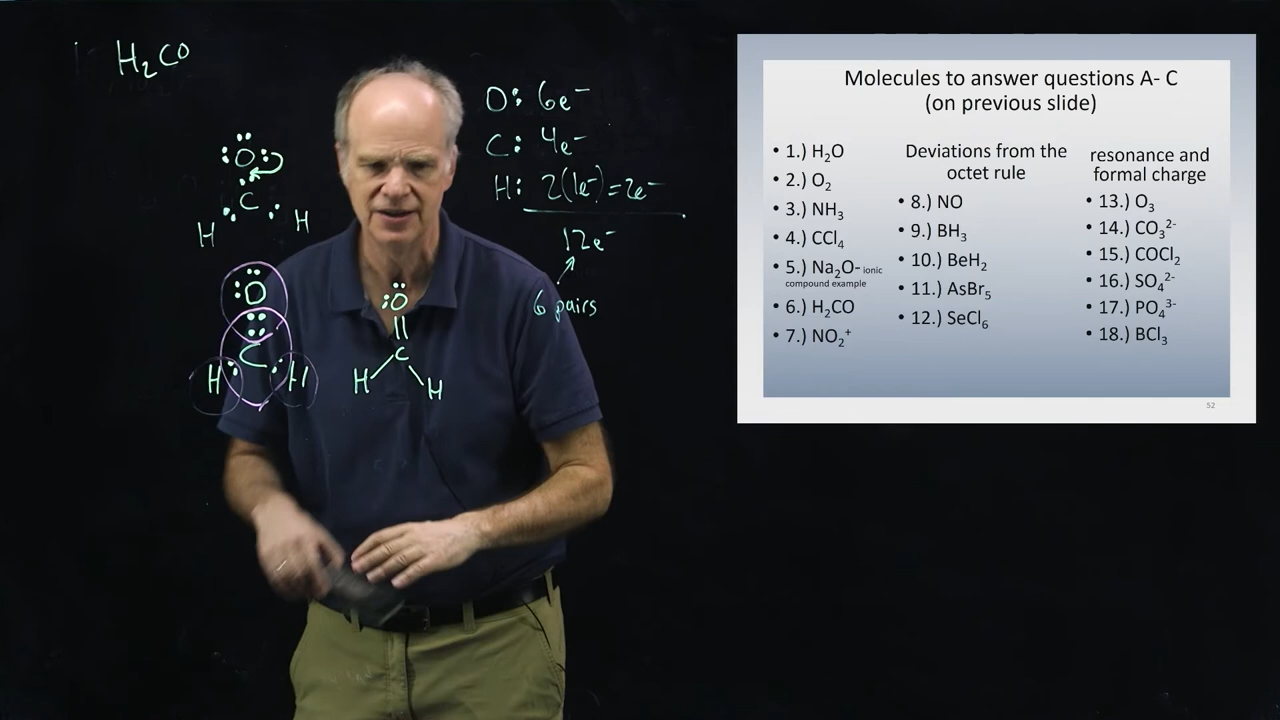 H₂CO
O: 6e⁻
C: 4e⁻
H: 2(1e⁻)=2e⁻
12e⁻
6 pairs
O
C
H H
O
C
H H
O
C
H H
Molecules to answer questions A- C
(on previous slide)
• 1.) H₂O
• 2.) O₂
• 3.) NH₃
• 4.) CCl₄
• 5.) Na₂O- ionic
compound example
• 6.) H₂CO
• 7.) NO₂⁺
Deviations from the
octet rule
• 8.) NO
• 9.) BH₃
• 10.) BeH₂
• 11.) AsBr₅
• 12.) SeCl₆
resonance and
formal charge
• 13.) O₃
• 14.) CO₃²⁻
• 15.) COCl₂
• 16.) SO₄²⁻
• 17.) PO₄³⁻
• 18.) BCl₃
52